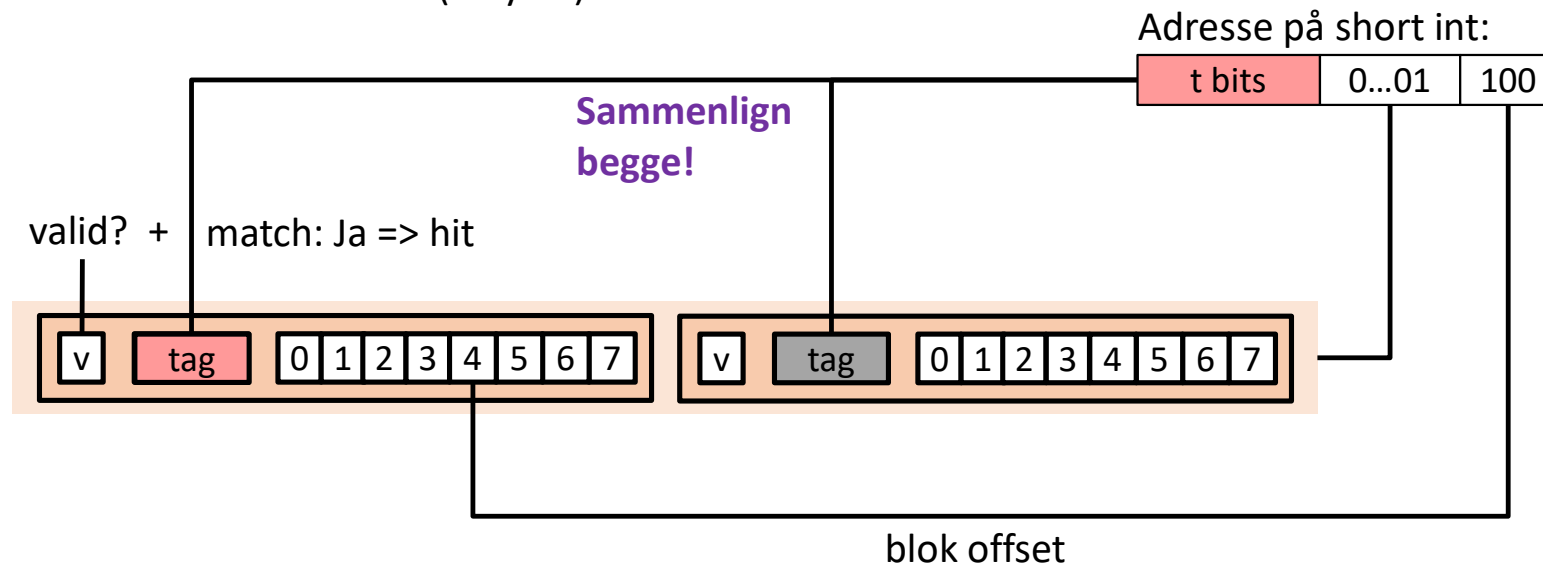 Adresse på short int:
t bits 0...01 100
Sammenlign
begge!
valid? + match: Ja => hit
v tag 0 1 2 3 4 5 6 7 v tag 0 1 2 3 4 5 6 7
blok offset